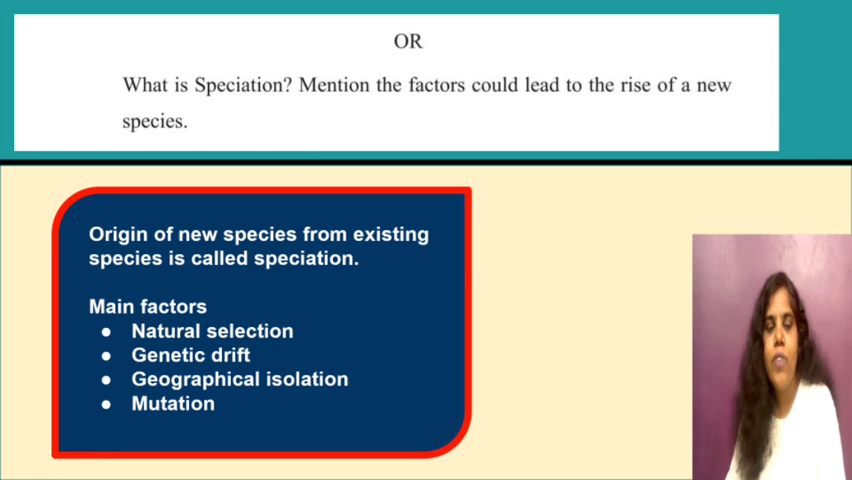 OR
What is Speciation? Mention the factors could lead to the rise of a new
species.
Origin of new species from existing
species is called speciation.
Main factors
● Natural selection
● Genetic drift
● Geographical isolation
● Mutation